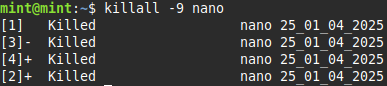 mint@mint:~$ killall -9 nano
[1]   Killed                 nano 25_01_04_2025
[3]-  Killed                 nano 25_01_04_2025
[4]+  Killed                 nano 25_01_04_2025
[2]+  Killed                 nano 25_01_04_2025